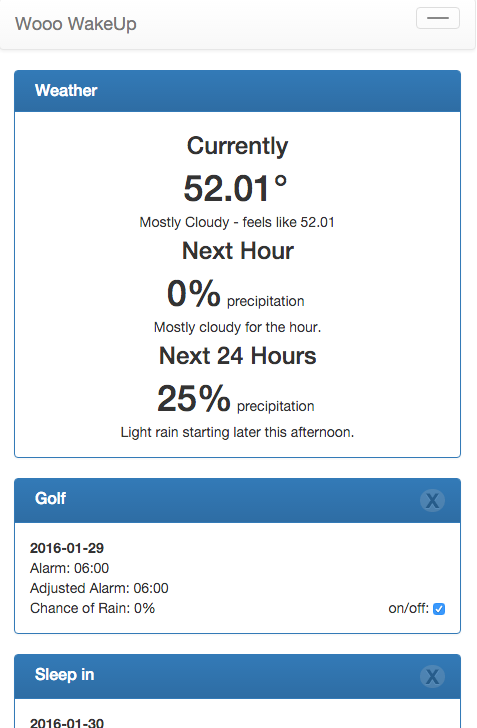 Wooo WakeUp
Weather
Currently
52.01°
Mostly Cloudy - feels like 52.01
Next Hour
0% precipitation
Mostly cloudy for the hour.
Next 24 Hours
25% precipitation
Light rain starting later this afternoon.
Golf X
2016-01-29
Alarm: 06:00
Adjusted Alarm: 06:00
Chance of Rain: 0% on/off:
Sleep in X
2016-01-30